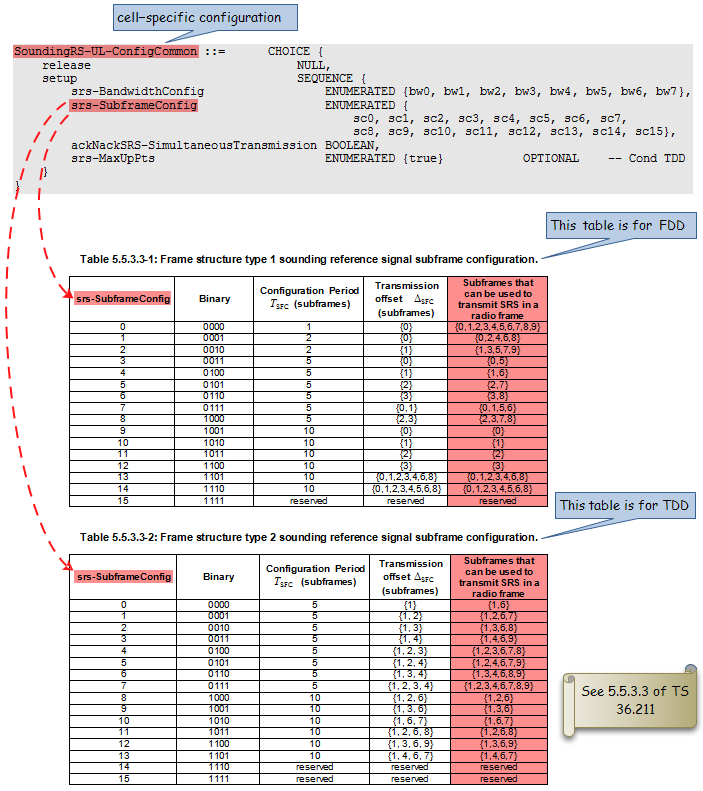 cell-specific configuration
SoundingRS-UL-ConfigCommon ::= CHOICE {
release NULL,
setup SEQUENCE {
srs-BandwidthConfig ENUMERATED {bw0, bw1, bw2, bw3, bw4, bw5, bw6, bw7},
srs-SubframeConfig ENUMERATED {
sc0, sc1, sc2, sc3, sc4, sc5, sc6, sc7,
sc8, sc9, sc10, sc11, sc12, sc13, sc14, sc15},
ackNackSRS-SimultaneousTransmission BOOLEAN,
srs-MaxUpPts ENUMERATED {true} OPTIONAL -- Cond TDD
}
}
This table is for FDD
Table 5.5.3.3-1: Frame structure type 1 sounding reference signal subframe configuration.
srs-SubframeConfig Binary Configuration Period T_SFC (subframes) Transmission offset Δ_SFC (subframes) Subframes that can be used to transmit SRS in a radio frame
0 0000 1 {0} {0,1,2,3,4,5,6,7,8,9}
1 0001 2 {0} {0,2,4,6,8}
2 0010 2 {1} {1,3,5,7,9}
3 0011 5 {0} {0,5}
4 0100 5 {1} {1,6}
5 0101 5 {2} {2,7}
6 0110 5 {3} {3,8}
7 0111 5 {0,1} {0,1,5,6}
8 1000 5 {2,3} {2,3,7,8}
9 1001 10 {0} {0}
10 1010 10 {1} {1}
11 1011 10 {2} {2}
12 1100 10 {3} {3}
13 1101 10 {0,1,2,3,4,6,8} {0,1,2,3,4,6,8}
14 1110 10 {0,1,2,3,4,5,6,8} {0,1,2,3,4,5,6,8}
15 1111 reserved reserved reserved
This table is for TDD
Table 5.5.3.3-2: Frame structure type 2 sounding reference signal subframe configuration.
srs-SubframeConfig Binary Configuration Period T_SFC (subframes) Transmission offset Δ_SFC (subframes) Subframes that can be used to transmit SRS in a radio frame
0 0000 5 {1} {1,6}
1 0001 5 {1, 2} {1,2,6,7}
2 0010 5 {1, 3} {1,3,6,8}
3 0011 5 {1, 4} {1,4,6,9}
4 0100 5 {1, 2, 3} {1,2,3,6,7,8}
5 0101 5 {1, 2, 4} {1,2,4,6,7,9}
6 0110 5 {1, 3, 4} {1,3,4,6,8,9}
7 0111 5 {1, 2, 3, 4} {1,2,3,4,6,7,8,9}
8 1000 10 {1, 2, 6} {1,2,6}
9 1001 10 {1, 3, 6} {1,3,6}
10 1010 10 {1, 6, 7} {1,6,7}
11 1011 10 {1, 2, 6, 8} {1,2,6,8}
12 1100 10 {1, 3, 6, 9} {1,3,6,9}
13 1101 10 {1, 4, 6, 7} {1,4,6,7}
14 1110 reserved reserved reserved
15 1111 reserved reserved reserved
See 5.5.3.3 of TS
36.211